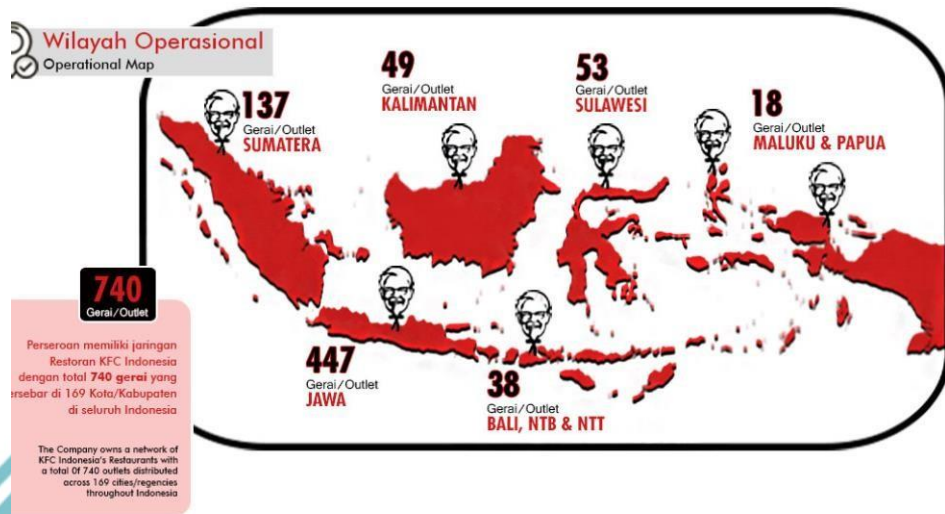 Wilayah Operasional
Operational Map
137
Gerai/Outlet
SUMATERA
49
Gerai/Outlet
KALIMANTAN
53
Gerai/Outlet
SULAWESI
18
Gerai/Outlet
MALUKU & PAPUA
447
Gerai/Outlet
JAWA
38
Gerai/Outlet
BALI, NTB & NTT
740
Gerai/Outlet
Perseroan memiliki jaringan
Restoran KFC Indonesia
dengan total 740 gerai yang
ersebar di 169 Kota/Kabupaten
di seluruh Indonesia
The Company owns a network of
KFC Indonesia's Restaurants with
a total 0f 740 outlets distributed
across 169 cities/regencies
throughout Indonesia